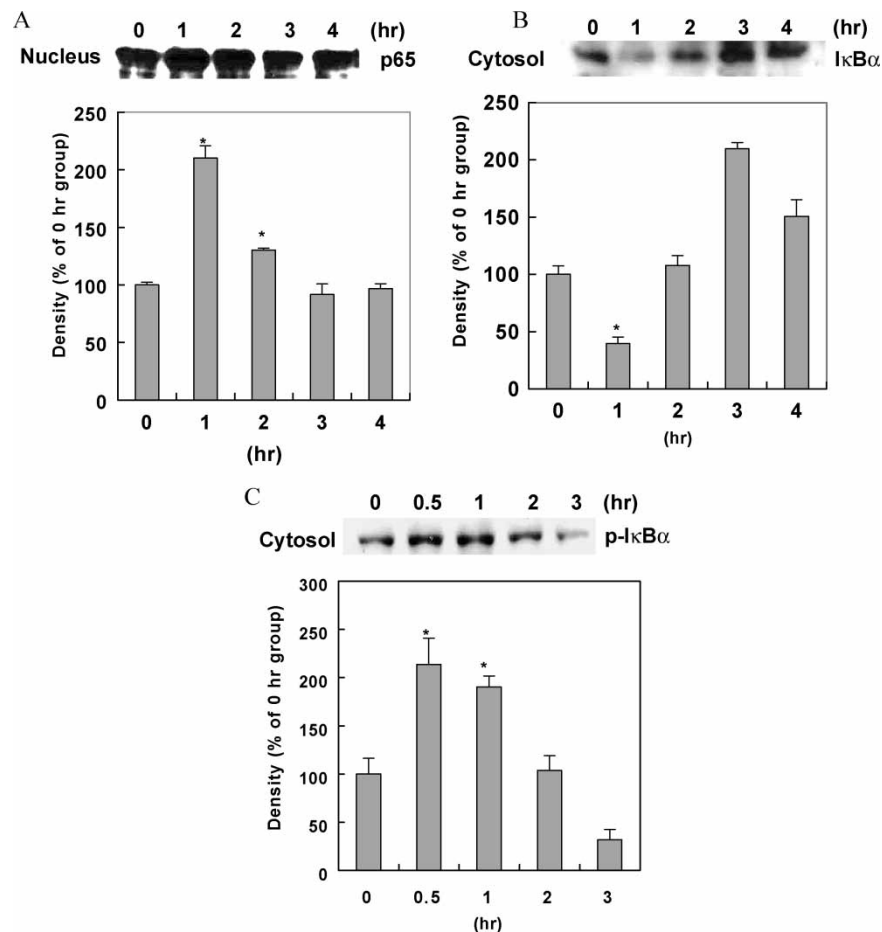 A
0 1 2 3 4 (hr)
Nucleus p65
Density (% of 0 hr group)
250
200
150
100
50
0
*
*
0 1 2 3 4
(hr)
B
0 1 2 3 4 (hr)
Cytosol IκBα
Density (% of 0 hr group)
250
200
150
100
50
0
*
0 1 2 3 4
(hr)
C
0 0.5 1 2 3 (hr)
Cytosol p-IκBα
Density (% of 0 hr group)
300
250
200
150
100
50
0
*
*
0 0.5 1 2 3
(hr)